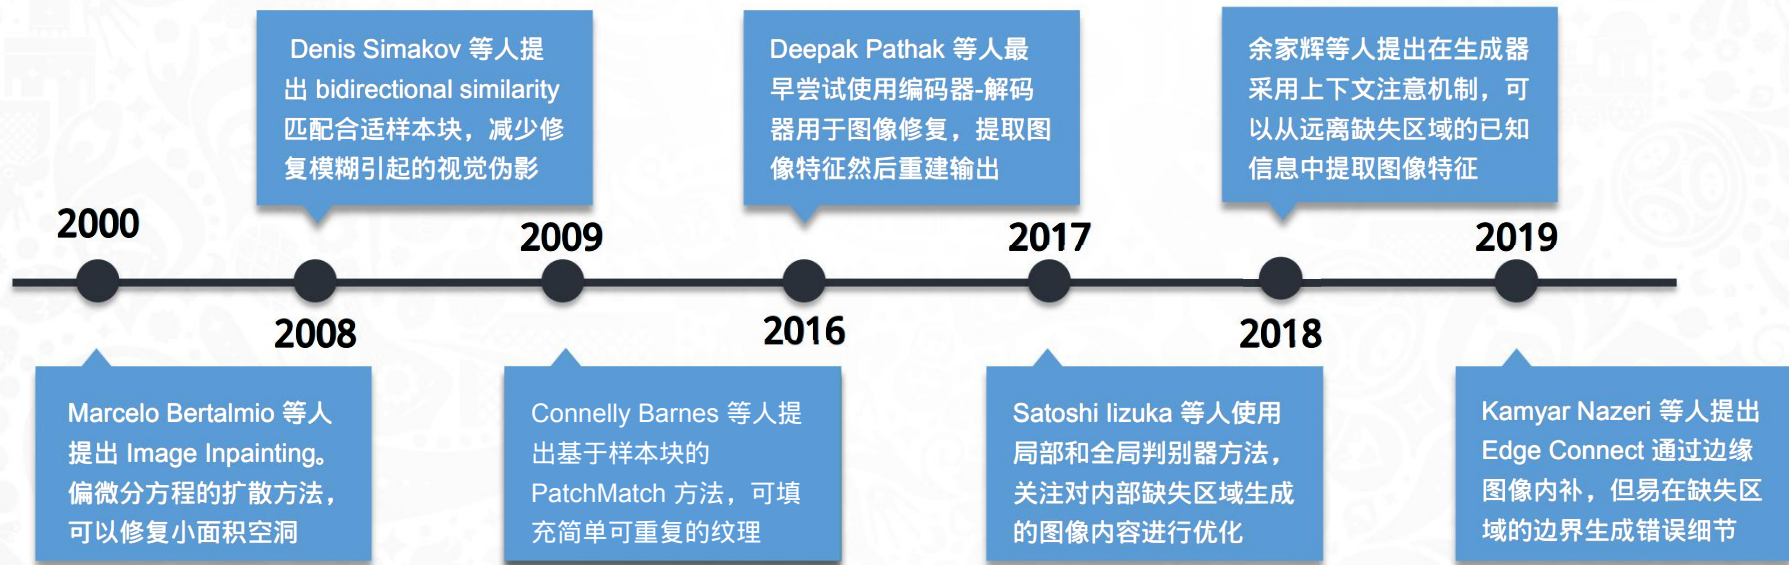 Denis Simakov 等人提
出 bidirectional similarity
匹配合适样本块，减少修
复模糊引起的视觉伪影
Deepak Pathak 等人最
早尝试使用编码器-解码
器用于图像修复，提取图
像特征然后重建输出
余家辉等人提出在生成器
采用上下文注意机制，可
以从远离缺失区域的已知
信息中提取图像特征
2000
2009
2017
2019
2008
2016
2018
Marcelo Bertalmio 等人
提出 Image Inpainting。
偏微分方程的扩散方法，
可以修复小面积空洞
Connelly Barnes 等人提
出基于样本块的
PatchMatch 方法，可填
充简单可重复的纹理
Satoshi Iizuka 等人使用
局部和全局判别器方法，
关注对内部缺失区域生成
的图像内容进行优化
Kamyar Nazeri 等人提出
Edge Connect 通过边缘
图像内补，但易在缺失区
域的边界生成错误细节